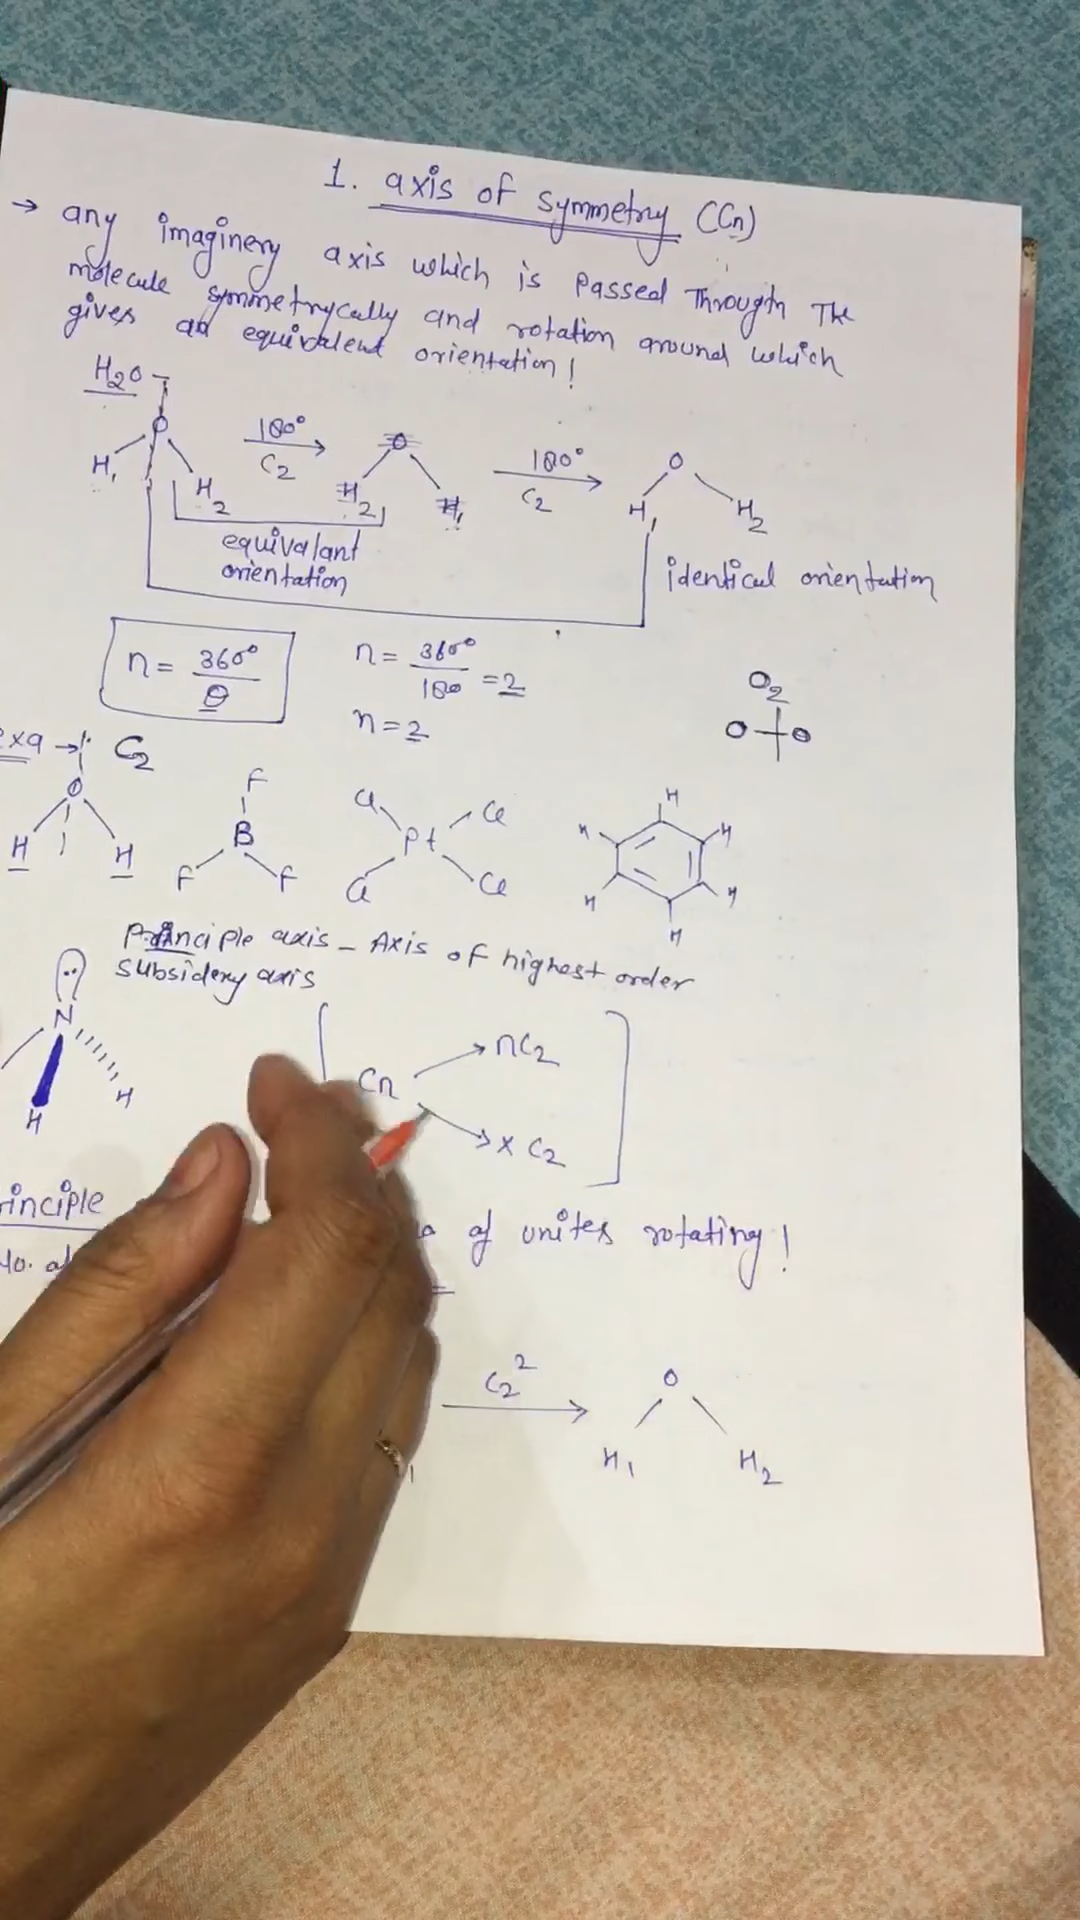 1. axis of symmetry (Cn)
→ any imaginery axis which is passed Through The
molecule symmetrycally and rotation around which
gives an equivalent orientation!
H2O
O
H1 H2
180°
C2
O
H2 H1
180°
C2
O
H1 H2
equivalant
orientation
identical orientation
n = 360° / θ
n = 360° / 180 = 2
n = 2
O2
O O
exa → C2
O
H H
F
B
F F
Cl Cl
Pt
Cl Cl
H
H H
H H
H
Principle axis - Axis of highest order
Subsidery axis
N
H
H
Cn → nC2
→ x C2
rinciple
No. of
of unites rotating!
C2²
O
H1 H2